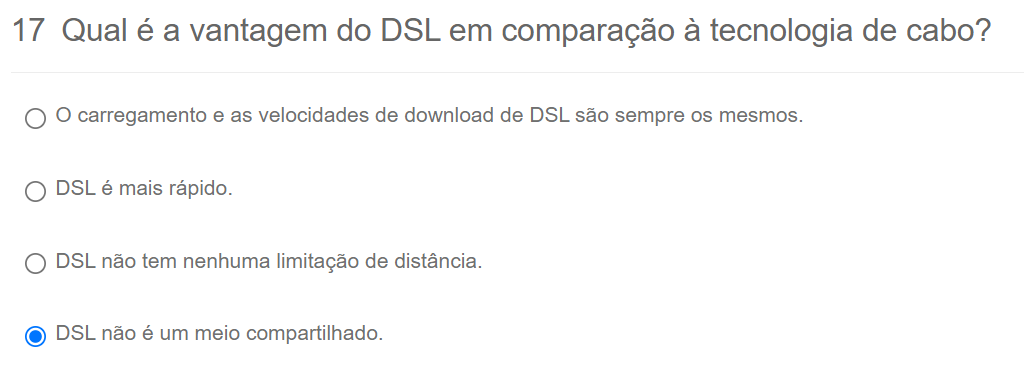 17 Qual é a vantagem do DSL em comparação à tecnologia de cabo?
O carregamento e as velocidades de download de DSL são sempre os mesmos.
DSL é mais rápido.
DSL não tem nenhuma limitação de distância.
DSL não é um meio compartilhado.